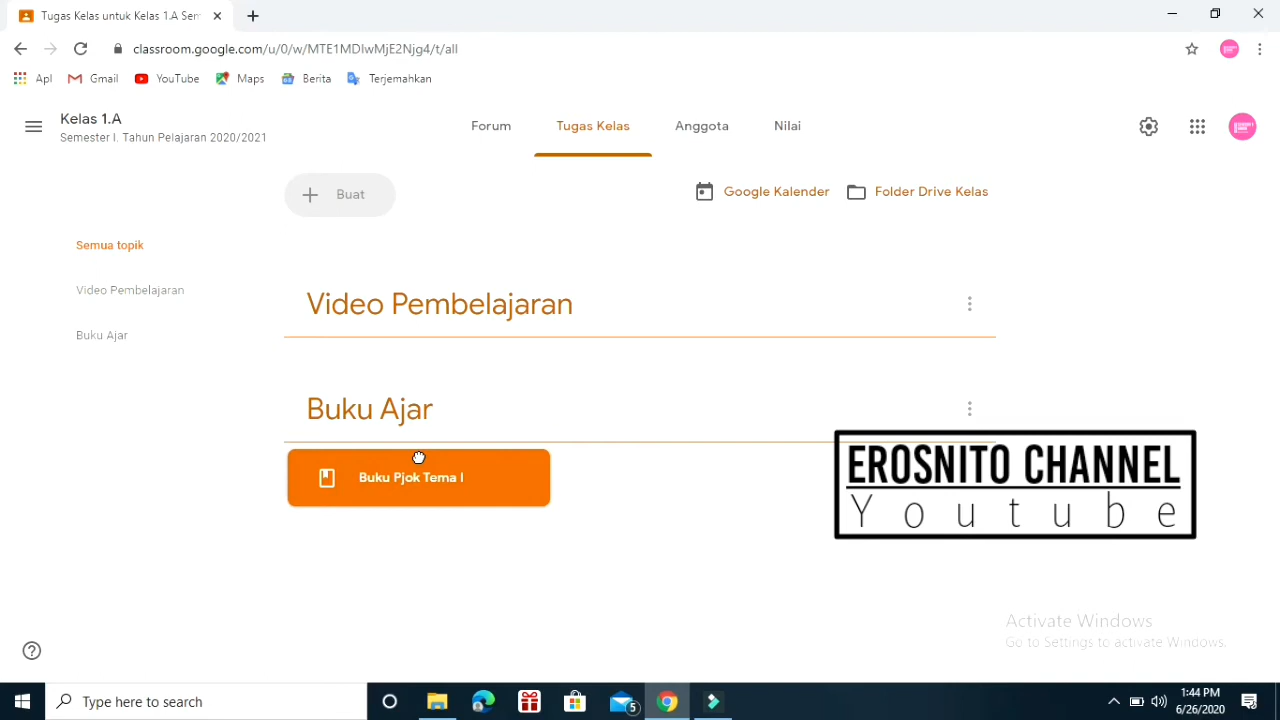 Tugas Kelas untuk Kelas 1.A Sem
classroom.google.com/u/0/w/MTE1MDIwMjE2Njg4/t/all
Apl
Gmail
YouTube
Maps
Berita
Terjemahkan
Kelas 1.A
Semester I. Tahun Pelajaran 2020/2021
Forum
Tugas Kelas
Anggota
Nilai
Buat
Google Kalender
Folder Drive Kelas
Semua topik
Video Pembelajaran
Buku Ajar
Video Pembelajaran
Buku Ajar
Buku Pjok Tema I
EROSNITO CHANNEL
Youtube
Activate Windows
Go to Settings to activate Windows.
Type here to search
5
1:44 PM
6/26/2020